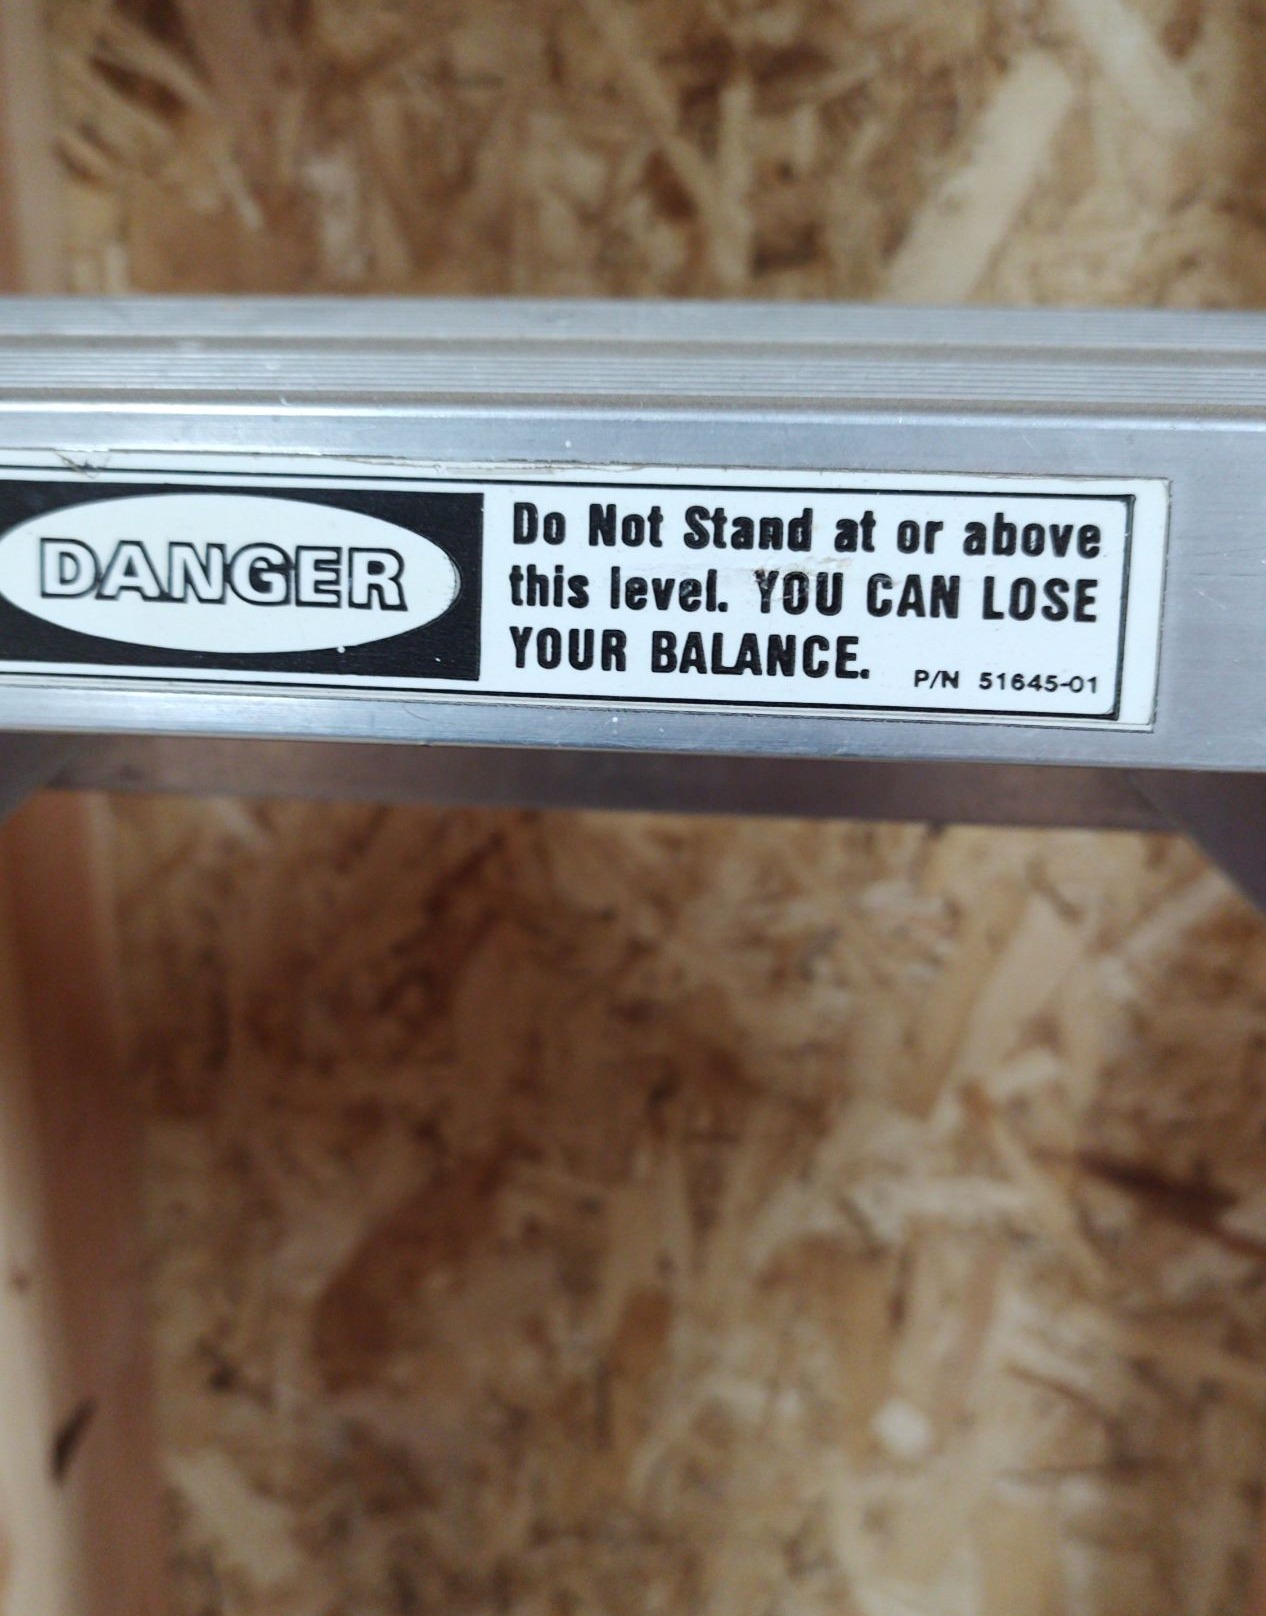 DANGER
Do Not Stand at or above
this level. YOU CAN LOSE
YOUR BALANCE.
P/N 51645-01